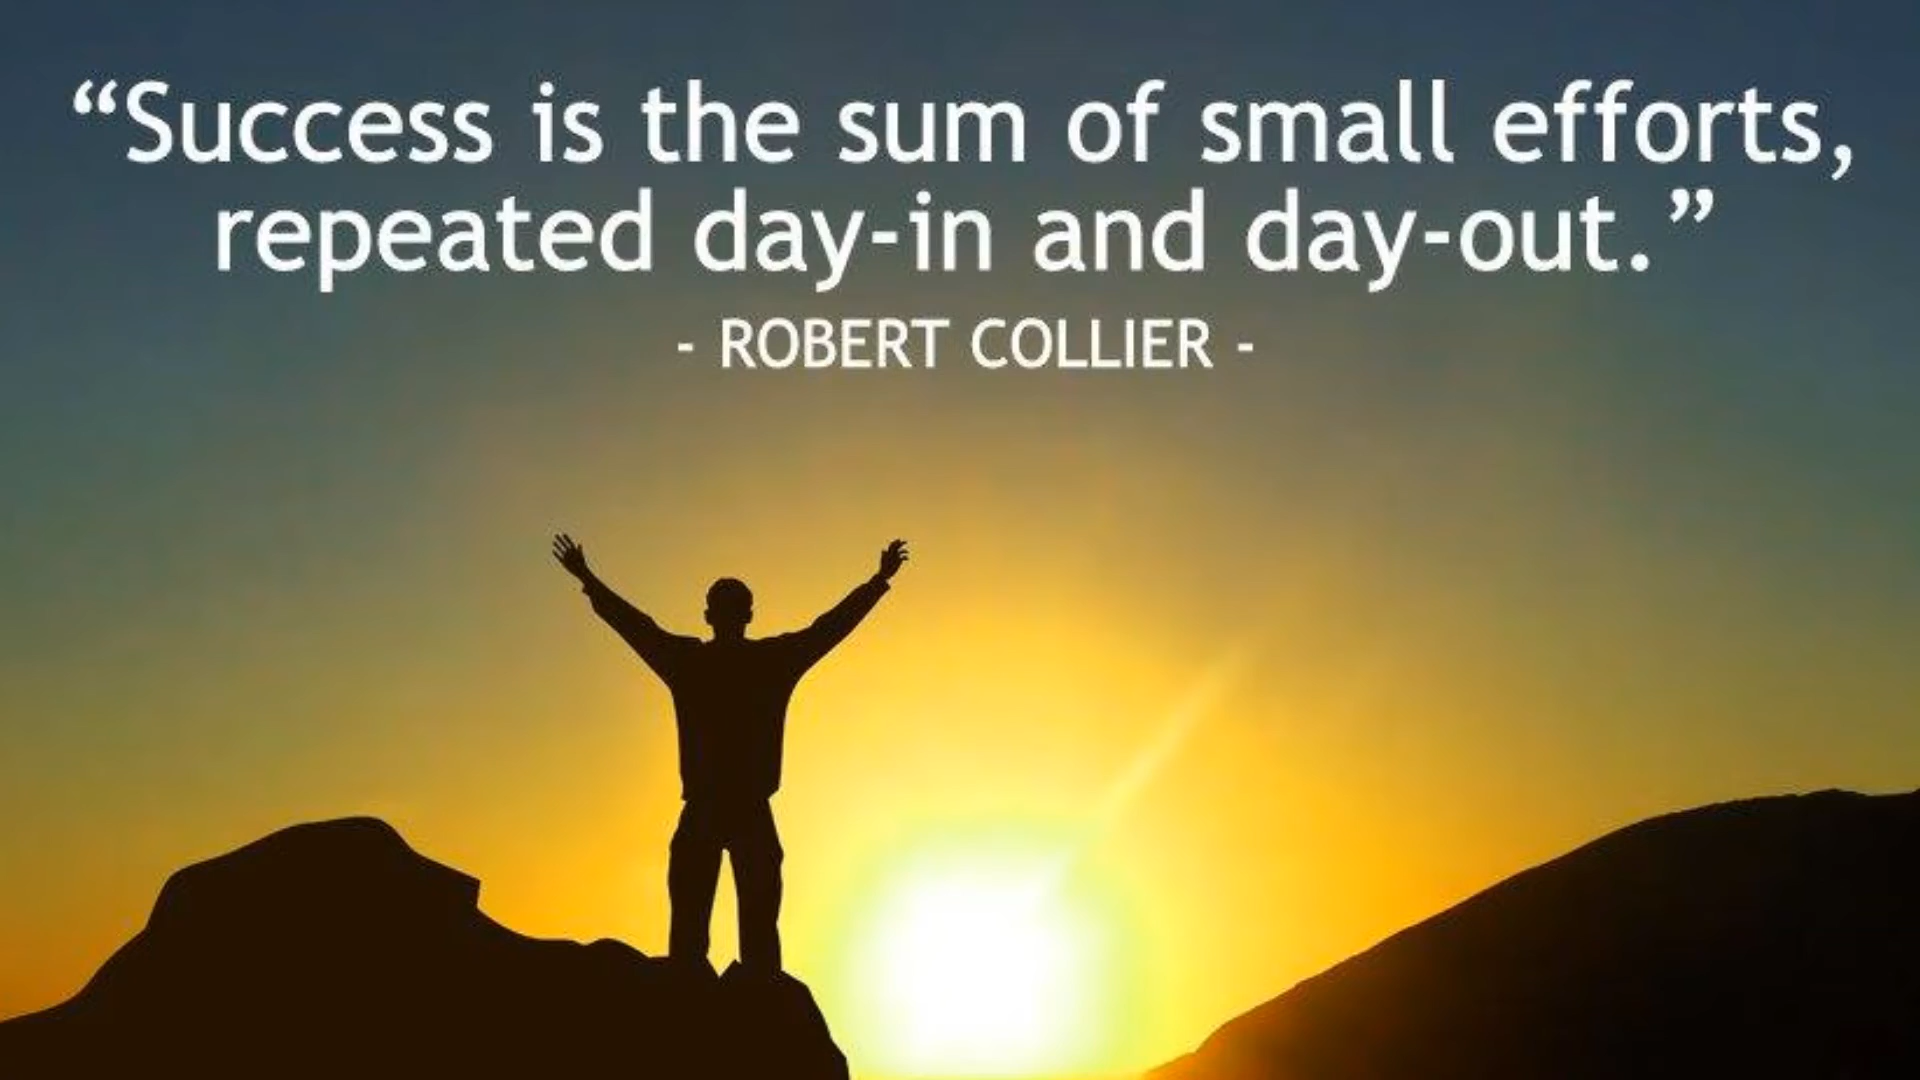 “Success is the sum of small efforts,
repeated day-in and day-out.”
- ROBERT COLLIER -